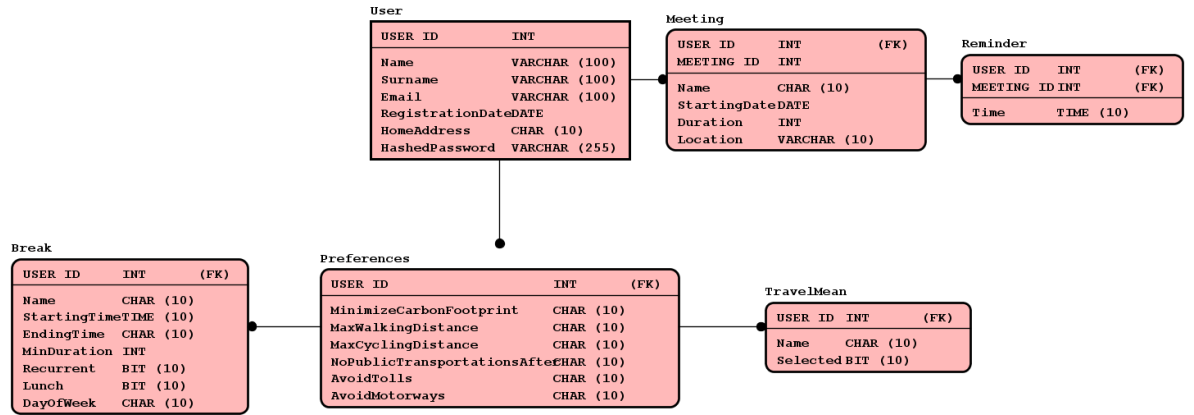 User
USER ID INT
Name VARCHAR (100)
Surname VARCHAR (100)
Email VARCHAR (100)
RegistrationDateDATE
HomeAddress CHAR (10)
HashedPassword VARCHAR (255)
Meeting
USER ID INT (FK)
MEETING ID INT
Name CHAR (10)
StartingDateDATE
Duration INT
Location VARCHAR (10)
Reminder
USER ID INT (FK)
MEETING ID INT (FK)
Time TIME (10)
Break
USER ID INT (FK)
Name CHAR (10)
StartingTimeTIME (10)
EndingTime CHAR (10)
MinDuration INT
Recurrent BIT (10)
Lunch BIT (10)
DayOfWeek CHAR (10)
Preferences
USER ID INT (FK)
MinimizeCarbonFootprint CHAR (10)
MaxWalkingDistance CHAR (10)
MaxCyclingDistance CHAR (10)
NoPublicTransportationsAfterCHAR (10)
AvoidTolls CHAR (10)
AvoidMotorways CHAR (10)
TravelMean
USER ID INT (FK)
Name CHAR (10)
Selected BIT (10)